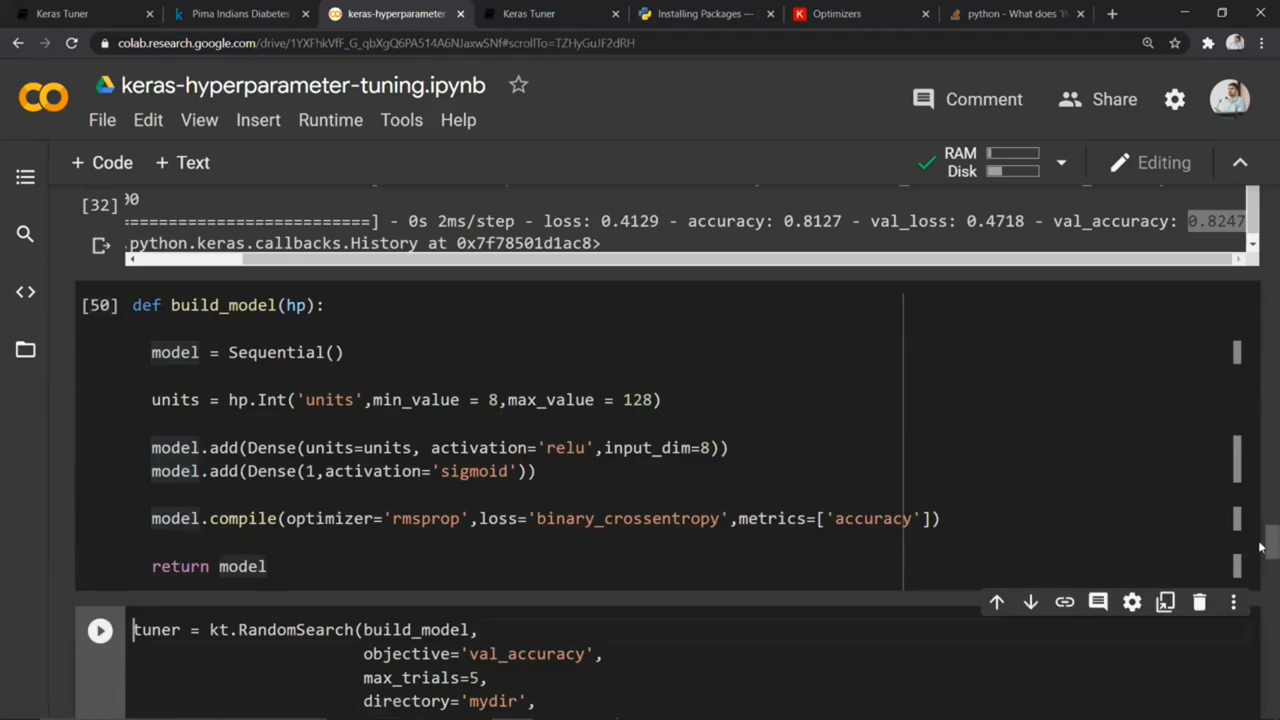 Keras Tuner
Pima Indians Diabetes
keras-hyperparameter
Keras Tuner
Installing Packages —
Optimizers
python - What does
colab.research.google.com/drive/1YXFhkVfF_G_qbXgQ6PA514A6NJaxwSNf#scrollTo=TZHyGuJF2dRH
keras-hyperparameter-tuning.ipynb
Comment
Share
File Edit View Insert Runtime Tools Help
+ Code + Text
RAM
Disk
Editing
[32]
==========================] - 0s 2ms/step - loss: 0.4129 - accuracy: 0.8127 - val_loss: 0.4718 - val_accuracy: 0.8247
.python.keras.callbacks.History at 0x7f78501d1ac8>
[50] def build_model(hp):
model = Sequential()
units = hp.Int('units',min_value = 8,max_value = 128)
model.add(Dense(units=units, activation='relu',input_dim=8))
model.add(Dense(1,activation='sigmoid'))
model.compile(optimizer='rmsprop',loss='binary_crossentropy',metrics=['accuracy'])
return model
tuner = kt.RandomSearch(build_model,
objective='val_accuracy',
max_trials=5,
directory='mydir',